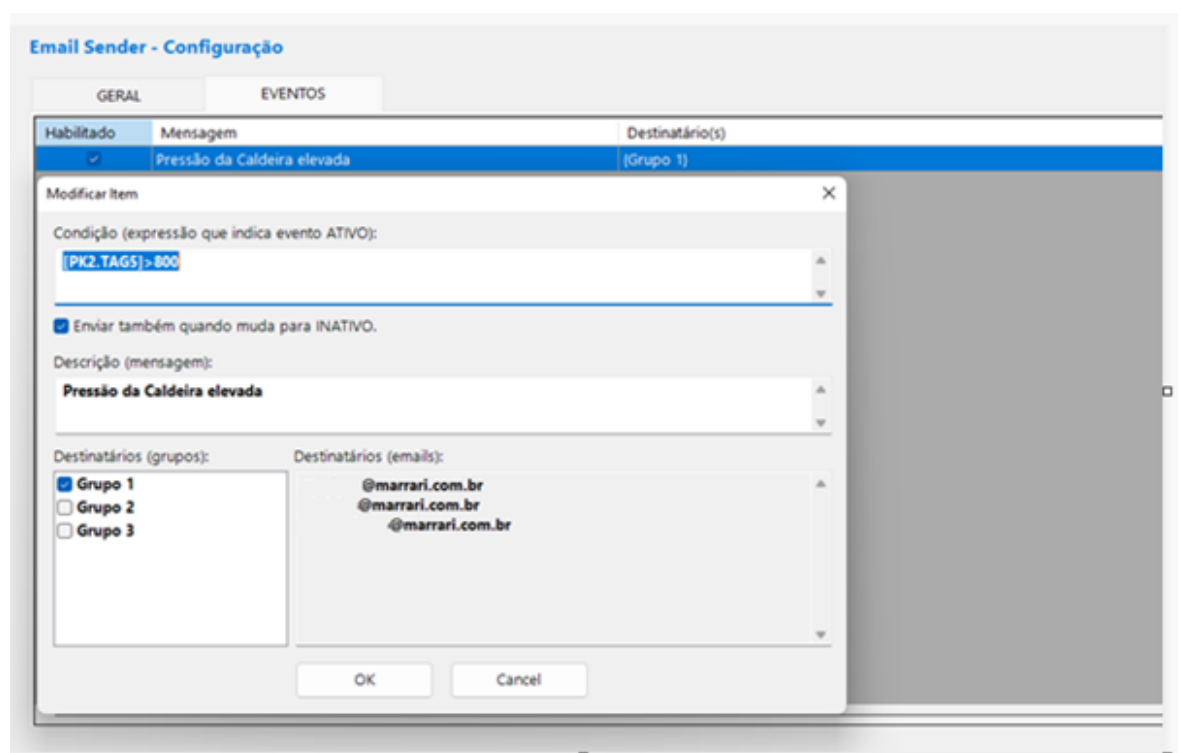 Email Sender - Configuração
GERAL EVENTOS
Habilitado Mensagem Destinatário(s)
Pressão da Caldeira elevada {Grupo 1}
Modificar Item
Condição (expressão que indica evento ATIVO):
[PK2.TAG5]>800
Enviar também quando muda para INATIVO.
Descrição (mensagem):
Pressão da Caldeira elevada
Destinatários (grupos): Destinatários (emails):
Grupo 1 @marrari.com.br
Grupo 2 @marrari.com.br
Grupo 3 @marrari.com.br
OK Cancel